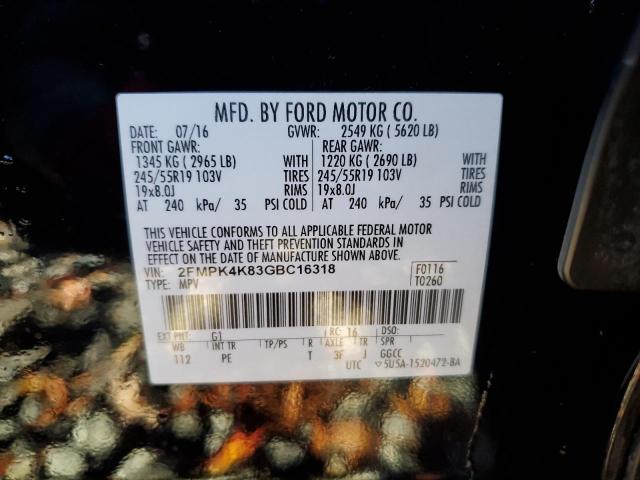 MFD. BY FORD MOTOR CO.
DATE: 07/16 GVWR: 2549 KG ( 5620 LB)
FRONT GAWR: REAR GAWR:
1345 KG ( 2965 LB) WITH 1220 KG ( 2690 LB) WITH
245/55R19 103V TIRES 245/55R19 103V TIRES
19x8.0J RIMS 19x8.0J RIMS
AT 240 kPa/ 35 PSI COLD AT 240 kPa/ 35 PSI COLD
THIS VEHICLE CONFORMS TO ALL APPLICABLE FEDERAL MOTOR
VEHICLE SAFETY AND THEFT PREVENTION STANDARDS IN EFFECT
ON THE DATE OF MANUFACTURE SHOWN ABOVE.
VIN: 2FMPK4K83GBC16318 F0116
TYPE: MPV T0260
EXT PNT: G1 RC: 16 DSO:
WB INT TR TP/PS R AXLE TR SPR
112 PE T 3F J GGCC
UTC ▽5U5A-1520472-BA